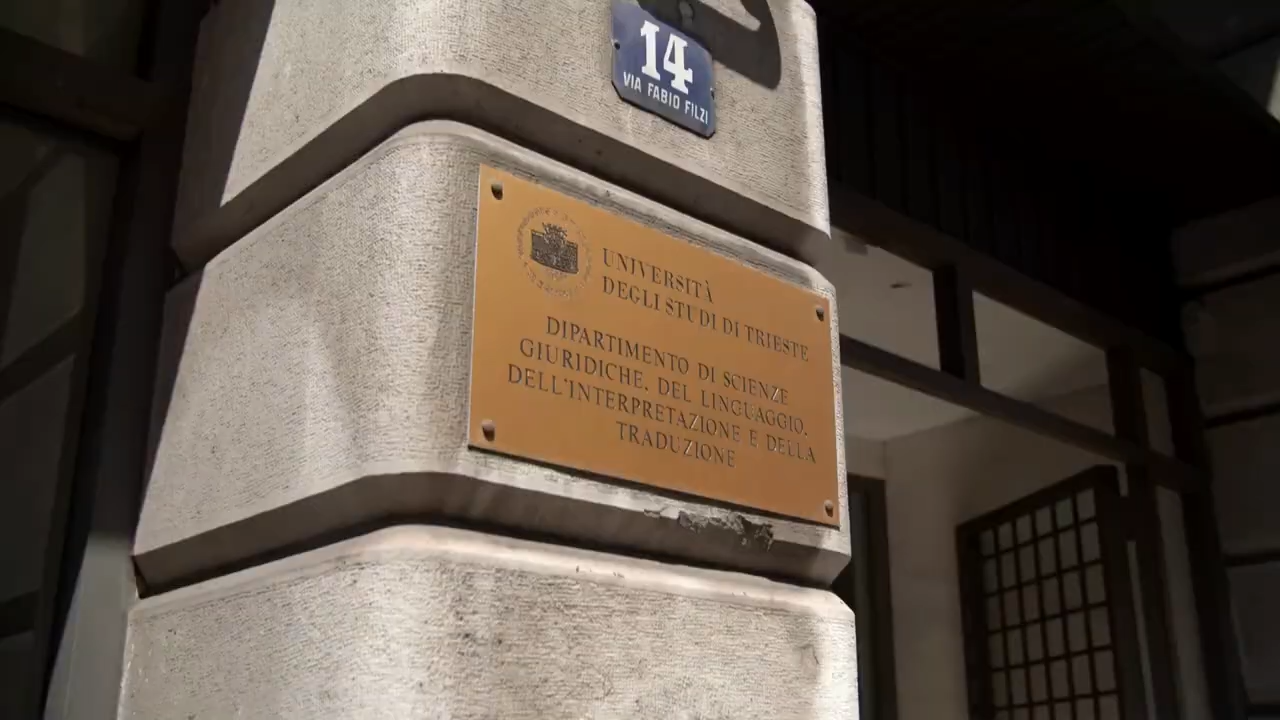 14
VIA FABIO FILZI
UNIVERSITÀ
DEGLI STUDI DI TRIESTE
DIPARTIMENTO DI SCIENZE
GIURIDICHE, DEL LINGUAGGIO,
DELL'INTERPRETAZIONE E DELLA
TRADUZIONE